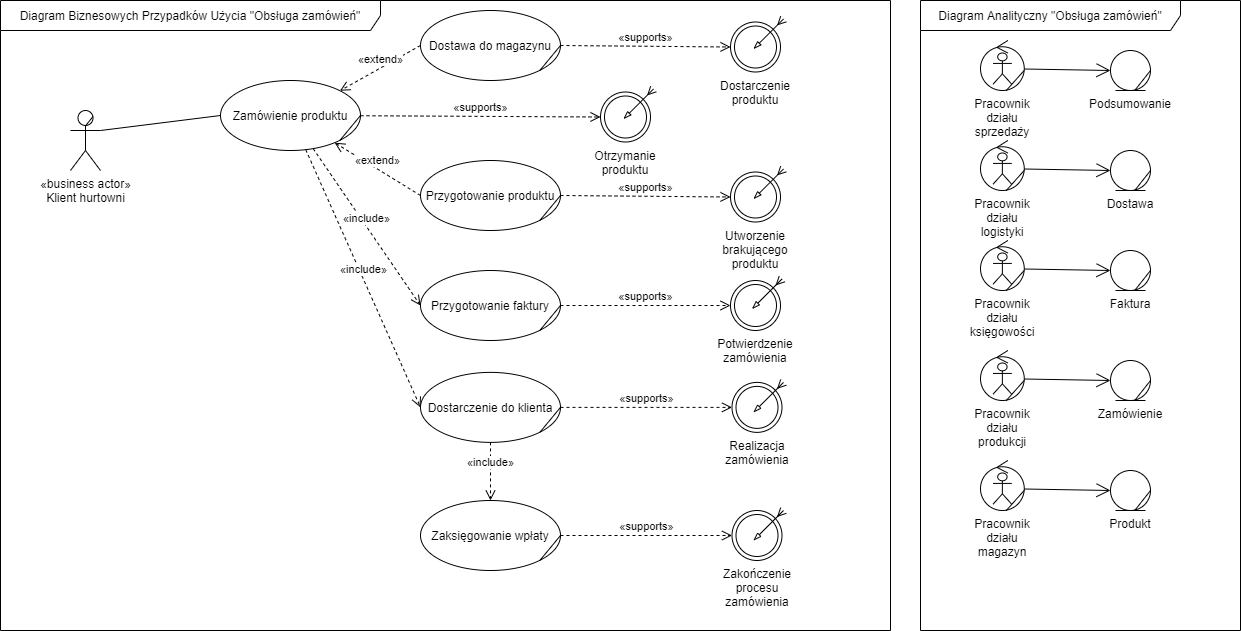 Diagram Biznesowych Przypadków Użycia "Obsługa zamówień"
Dostawa do magazynu
«supports»
Dostarczenie
produktu
«extend»
Zamówienie produktu
«supports»
Otrzymanie
produktu
«business actor»
Klient hurtowni
«extend»
Przygotowanie produktu
«supports»
Utworzenie
brakującego
produktu
«include»
«include»
Przygotowanie faktury
«supports»
Potwierdzenie
zamówienia
Dostarczenie do klienta
«supports»
Realizacja
zamówienia
«include»
Zaksięgowanie wpłaty
«supports»
Zakończenie
procesu
zamówienia
Diagram Analityczny "Obsługa zamówień"
Pracownik
działu
sprzedaży
Podsumowanie
Pracownik
działu
logistyki
Dostawa
Pracownik
działu
księgowości
Faktura
Pracownik
działu
produkcji
Zamówienie
Pracownik
działu
magazyn
Produkt